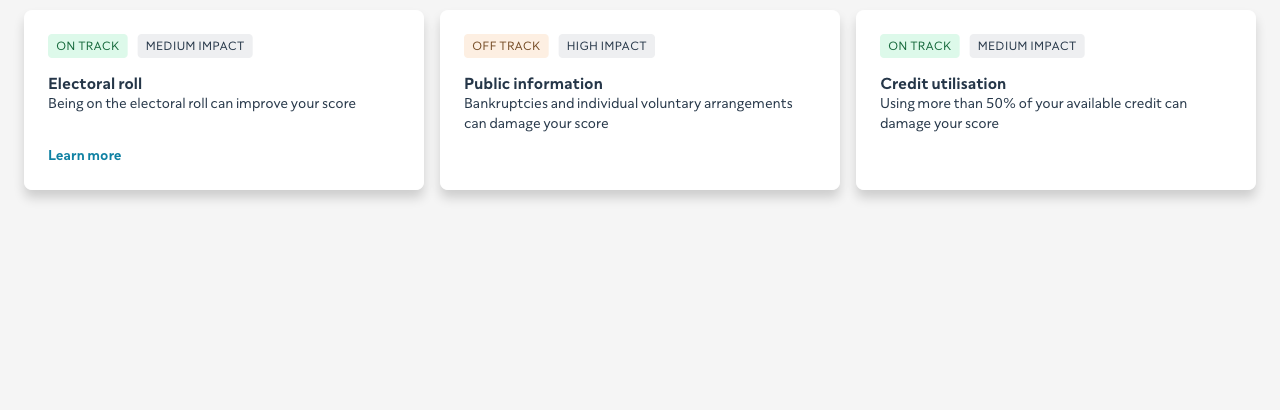 ON TRACK MEDIUM IMPACT
Electoral roll
Being on the electoral roll can improve your score
Learn more
OFF TRACK HIGH IMPACT
Public information
Bankruptcies and individual voluntary arrangements
can damage your score
ON TRACK MEDIUM IMPACT
Credit utilisation
Using more than 50% of your available credit can
damage your score